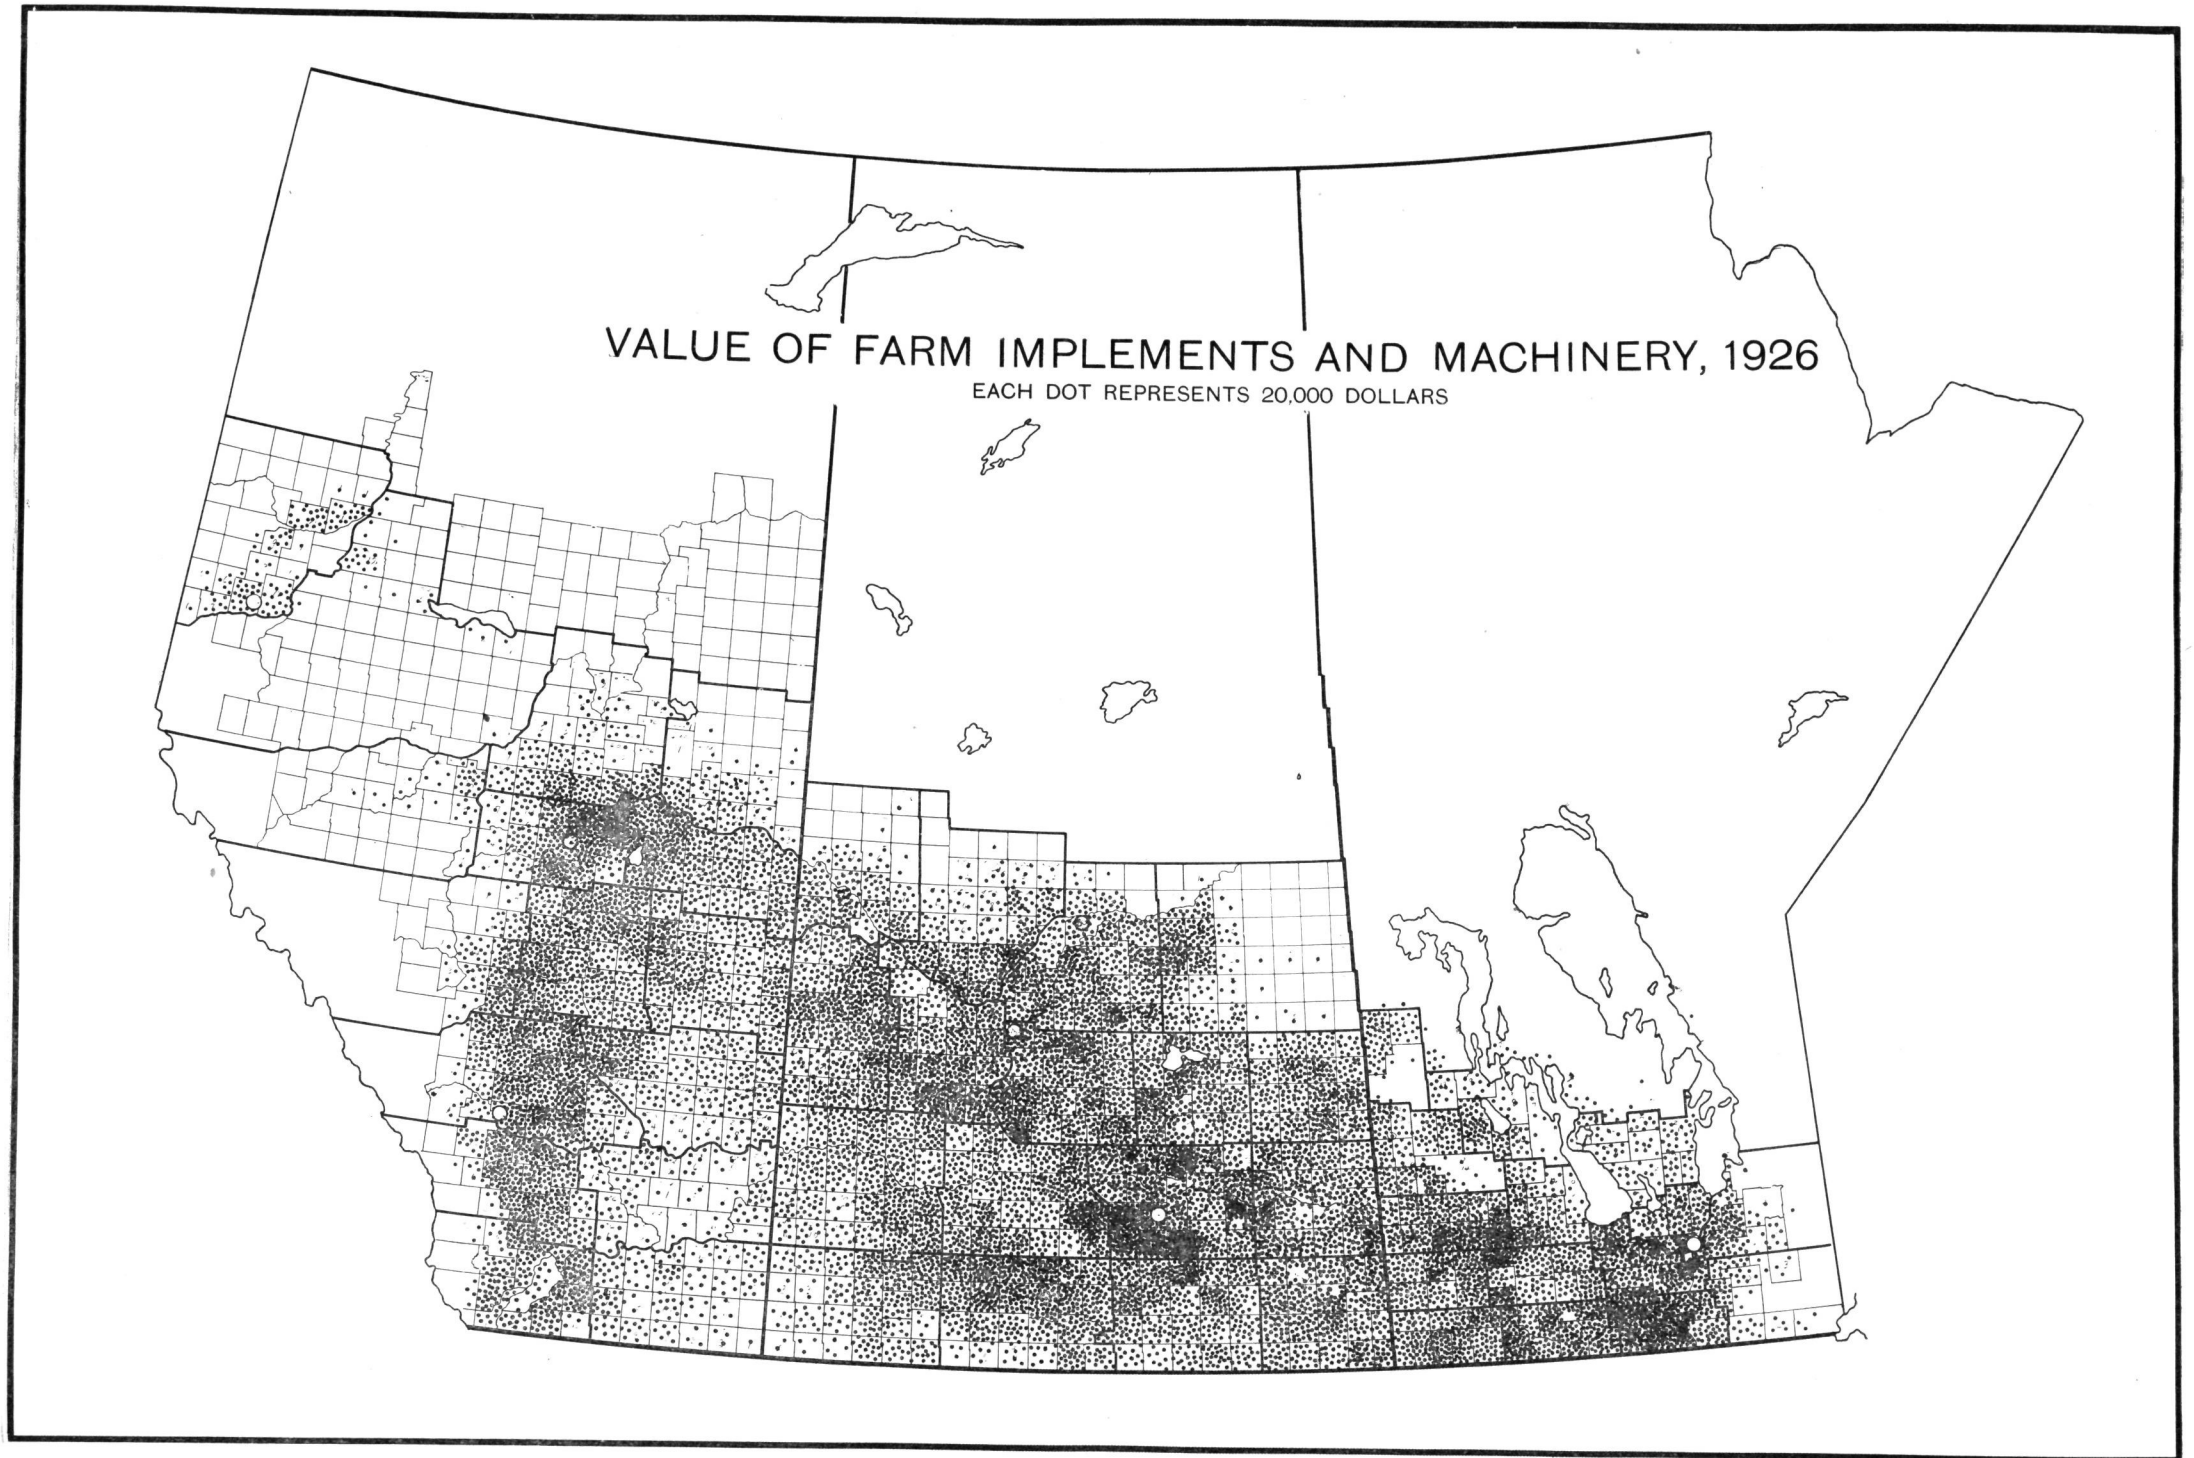 VALUE OF FARM IMPLEMENTS AND MACHINERY, 1926
EACH DOT REPRESENTS 20,000 DOLLARS